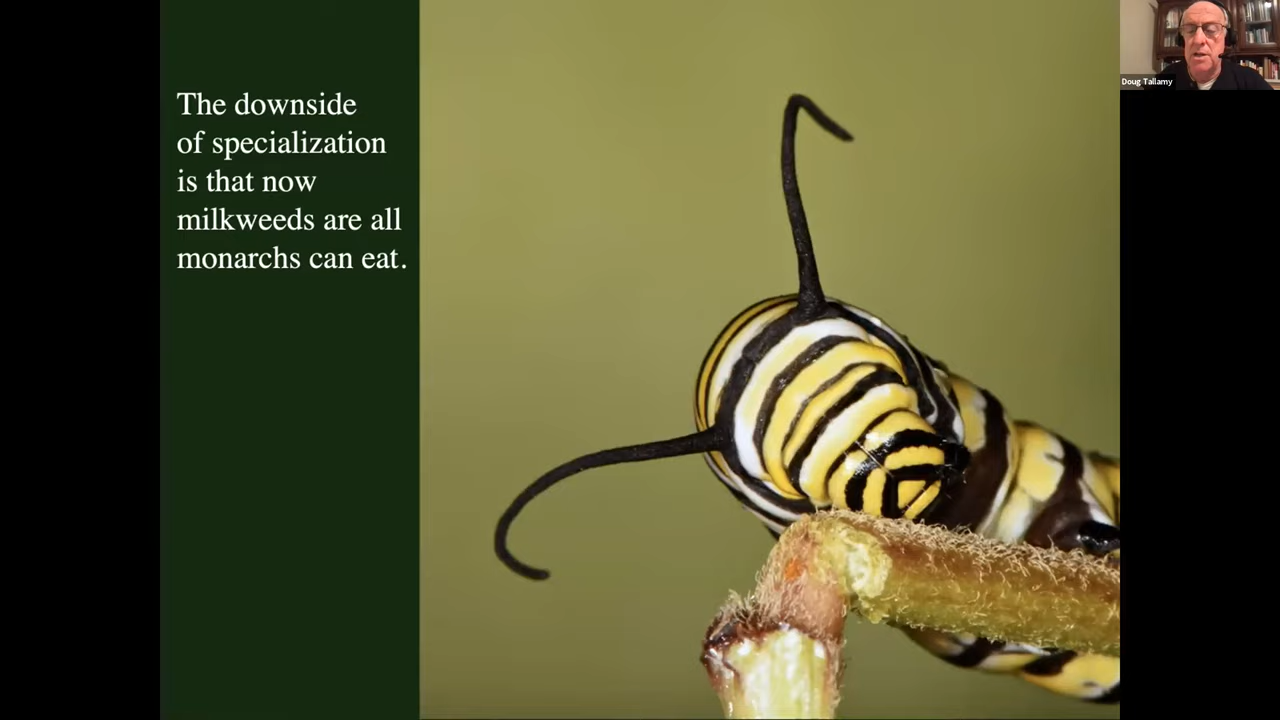 The downside
of specialization
is that now
milkweeds are all
monarchs can eat.
Doug Tallamy